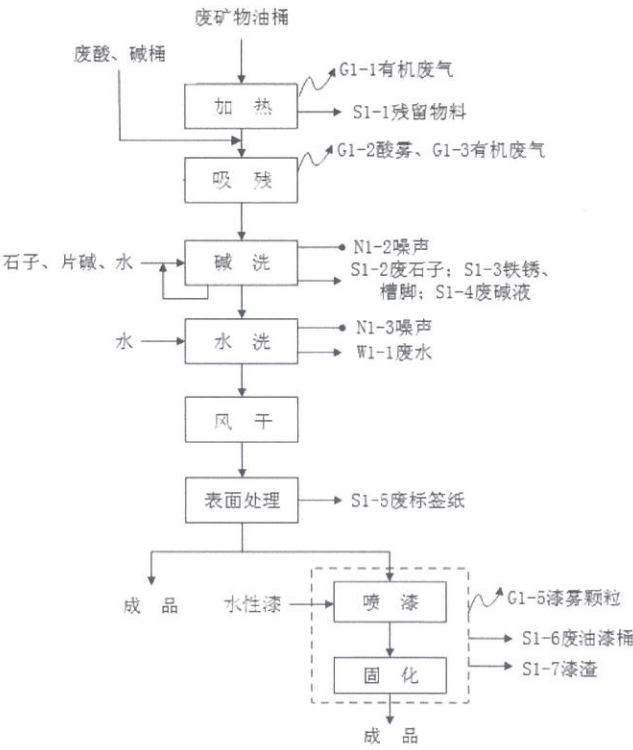 废矿物油桶
废酸、碱桶
G1-1有机废气
加 热
S1-1残留物料
G1-2酸雾、G1-3有机废气
吸 残
N1-2噪声
石子、片碱、水
碱 洗
S1-2废石子；S1-3铁锈、
槽脚；S1-4废碱液
N1-3噪声
水
水 洗
W1-1废水
风 干
表面处理
S1-5废标签纸
成 品
水性漆
喷 漆
G1-5漆雾颗粒
S1-6废油漆桶
固 化
S1-7漆渣
成 品